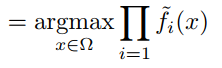 = argmax_{x∈Ω} ∏_{i=1} f̃_i(x)